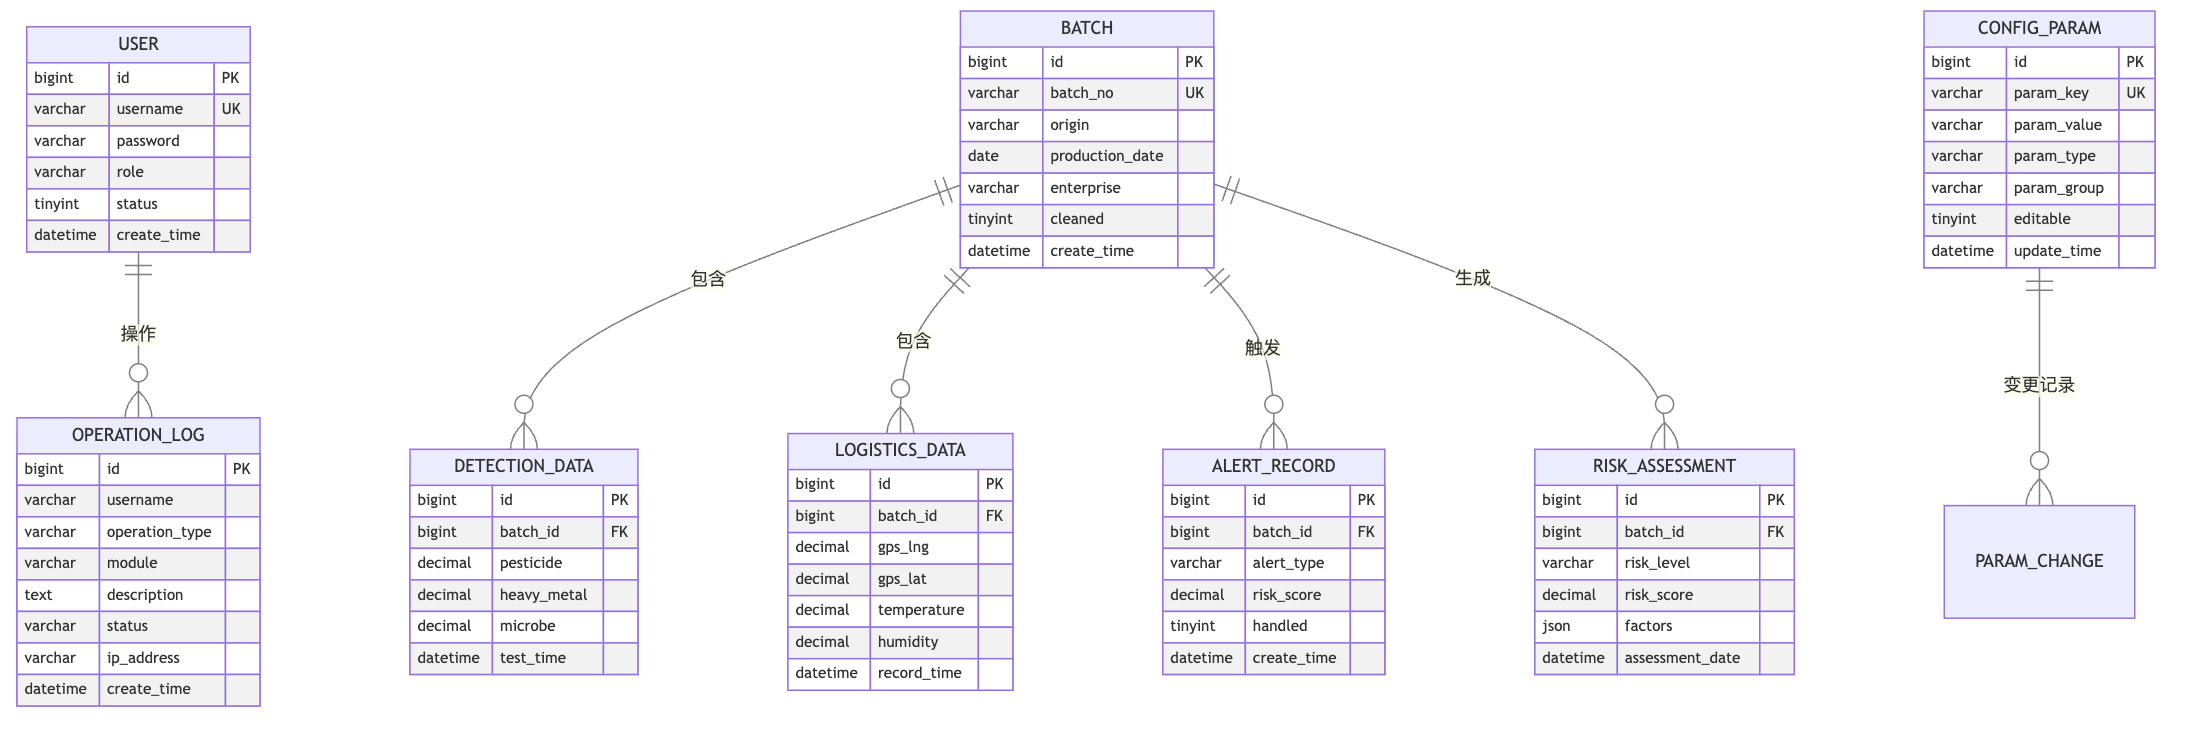 USER
bigint id PK
varchar username UK
varchar password
varchar role
tinyint status
datetime create_time
操作
OPERATION_LOG
bigint id PK
varchar username
varchar operation_type
varchar module
text description
varchar status
varchar ip_address
datetime create_time
BATCH
bigint id PK
varchar batch_no UK
varchar origin
date production_date
varchar enterprise
tinyint cleaned
datetime create_time
包含
包含
触发
生成
DETECTION_DATA
bigint id PK
bigint batch_id FK
decimal pesticide
decimal heavy_metal
decimal microbe
datetime test_time
LOGISTICS_DATA
bigint id PK
bigint batch_id FK
decimal gps_lng
decimal gps_lat
decimal temperature
decimal humidity
datetime record_time
ALERT_RECORD
bigint id PK
bigint batch_id FK
varchar alert_type
decimal risk_score
tinyint handled
datetime create_time
RISK_ASSESSMENT
bigint id PK
bigint batch_id FK
varchar risk_level
decimal risk_score
json factors
datetime assessment_date
CONFIG_PARAM
bigint id PK
varchar param_key UK
varchar param_value
varchar param_type
varchar param_group
tinyint editable
datetime update_time
变更记录
PARAM_CHANGE